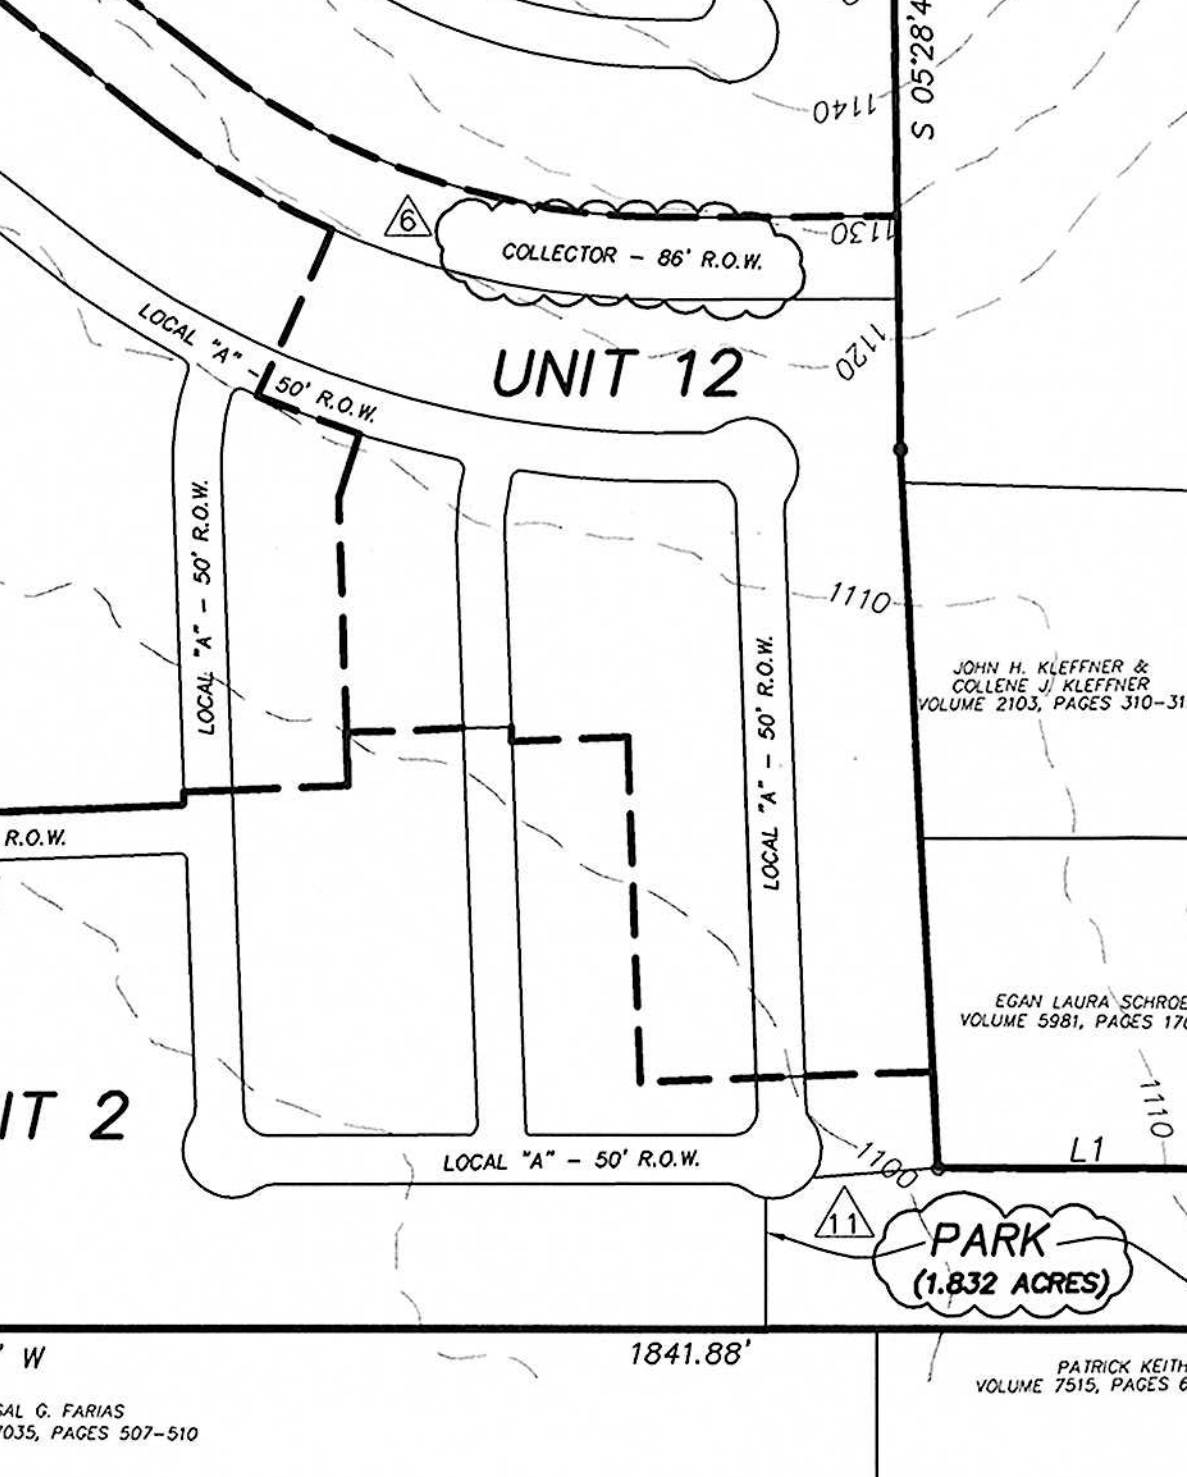 S 05°28'4
1140
9
COLLECTOR - 86' R.O.W.
1130
LOCAL "A" - 50' R.O.W.
UNIT 12
1120
LOCAL "A" - 50' R.O.W.
1110
JOHN H. KLEFFNER &
COLLENE J. KLEFFNER
VOLUME 2103, PAGES 310-31
LOCAL "A" - 50' R.O.W.
R.O.W.
EGAN LAURA SCHROE
VOLUME 5981, PAGES 170
IT 2
1110
LOCAL "A" - 50' R.O.W.
1100
L1
11
PARK
(1.832 ACRES)
' W
1841.88'
PATRICK KEITH
VOLUME 7515, PAGES 6
SAL G. FARIAS
7035, PAGES 507-510